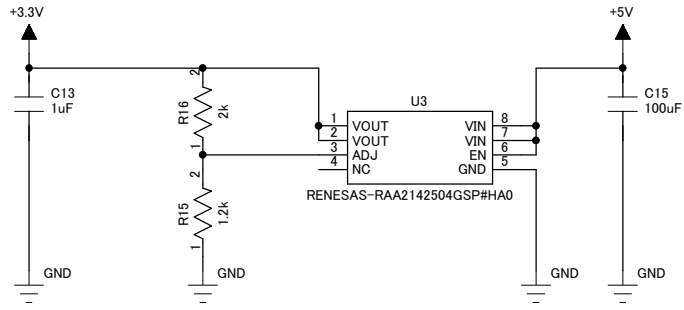 +3.3V
+5V
C13
1uF
2
R16
2k
1
U3
1 VOUT VIN 8
2 VOUT VIN 7
3 ADJ EN 6
4 NC GND 5
RENESAS-RAA2142504GSP#HA0
C15
100uF
2
R15
1.2k
1
GND
GND
GND
GND